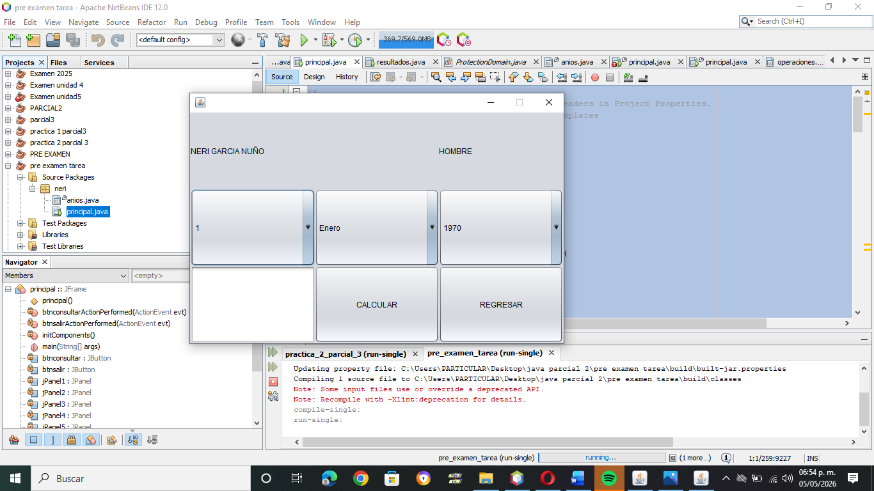 pre examen tarea - Apache NetBeans IDE 12.0
File Edit View Navigate Source Refactor Run Debug Profile Team Tools Window Help
Search (Ctrl+I)
<default config>
369.7/569.0MB
Projects Files Services
...ava principal.java resultados.java ProtectionDomain.java anios.java principal.java principal.java operaciones....
Source Design History
Examen 2025
Examen unidad 4
Examen unidad5
PARCIAL2
parcial3
practica 1 parcial3
practica 2 parcial 3
PRE EXAMEN
pre examen tarea
Source Packages
neri
anios.java
principal.java
Test Packages
Libraries
Test Libraries
eaders in Project Properties.
plates
NERI GARCIA NUÑO HOMBRE
1 Enero 1970
CALCULAR REGRESAR
Navigator
Members <empty>
principal :: JFrame
principal()
btnconsultarActionPerformed(ActionEvent evt)
btnsalirActionPerformed(ActionEvent evt)
initComponents()
main(String[] args)
btnconsultar : JButton
btnsalir : JButton
jPanel1 : JPanel
jPanel2 : JPanel
jPanel3 : JPanel
jPanel4 : JPanel
jPanel5 : JPanel
practica_2_parcial_3 (run-single) pre_examen_tarea (run-single)
Updating property file: C:\Users\PARTICULAR\Desktop\java parcial 2\pre examen tarea\build\built-jar.properties
Compiling 1 source file to C:\Users\PARTICULAR\Desktop\java parcial 2\pre examen tarea\build\classes
Note: Some input files use or override a deprecated API.
Note: Recompile with -Xlint:deprecation for details.
compile-single:
run-single:
pre_examen_tarea (run-single) running... (1 more...) 1:1/259:9227 INS
Buscar
06:54 p. m.
05/05/2026